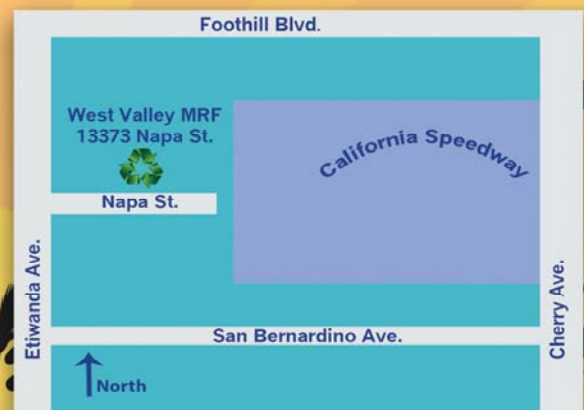 Foothill Blvd.
West Valley MRF
13373 Napa St.
California Speedway
Napa St.
Etiwanda Ave.
Cherry Ave.
San Bernardino Ave.
North